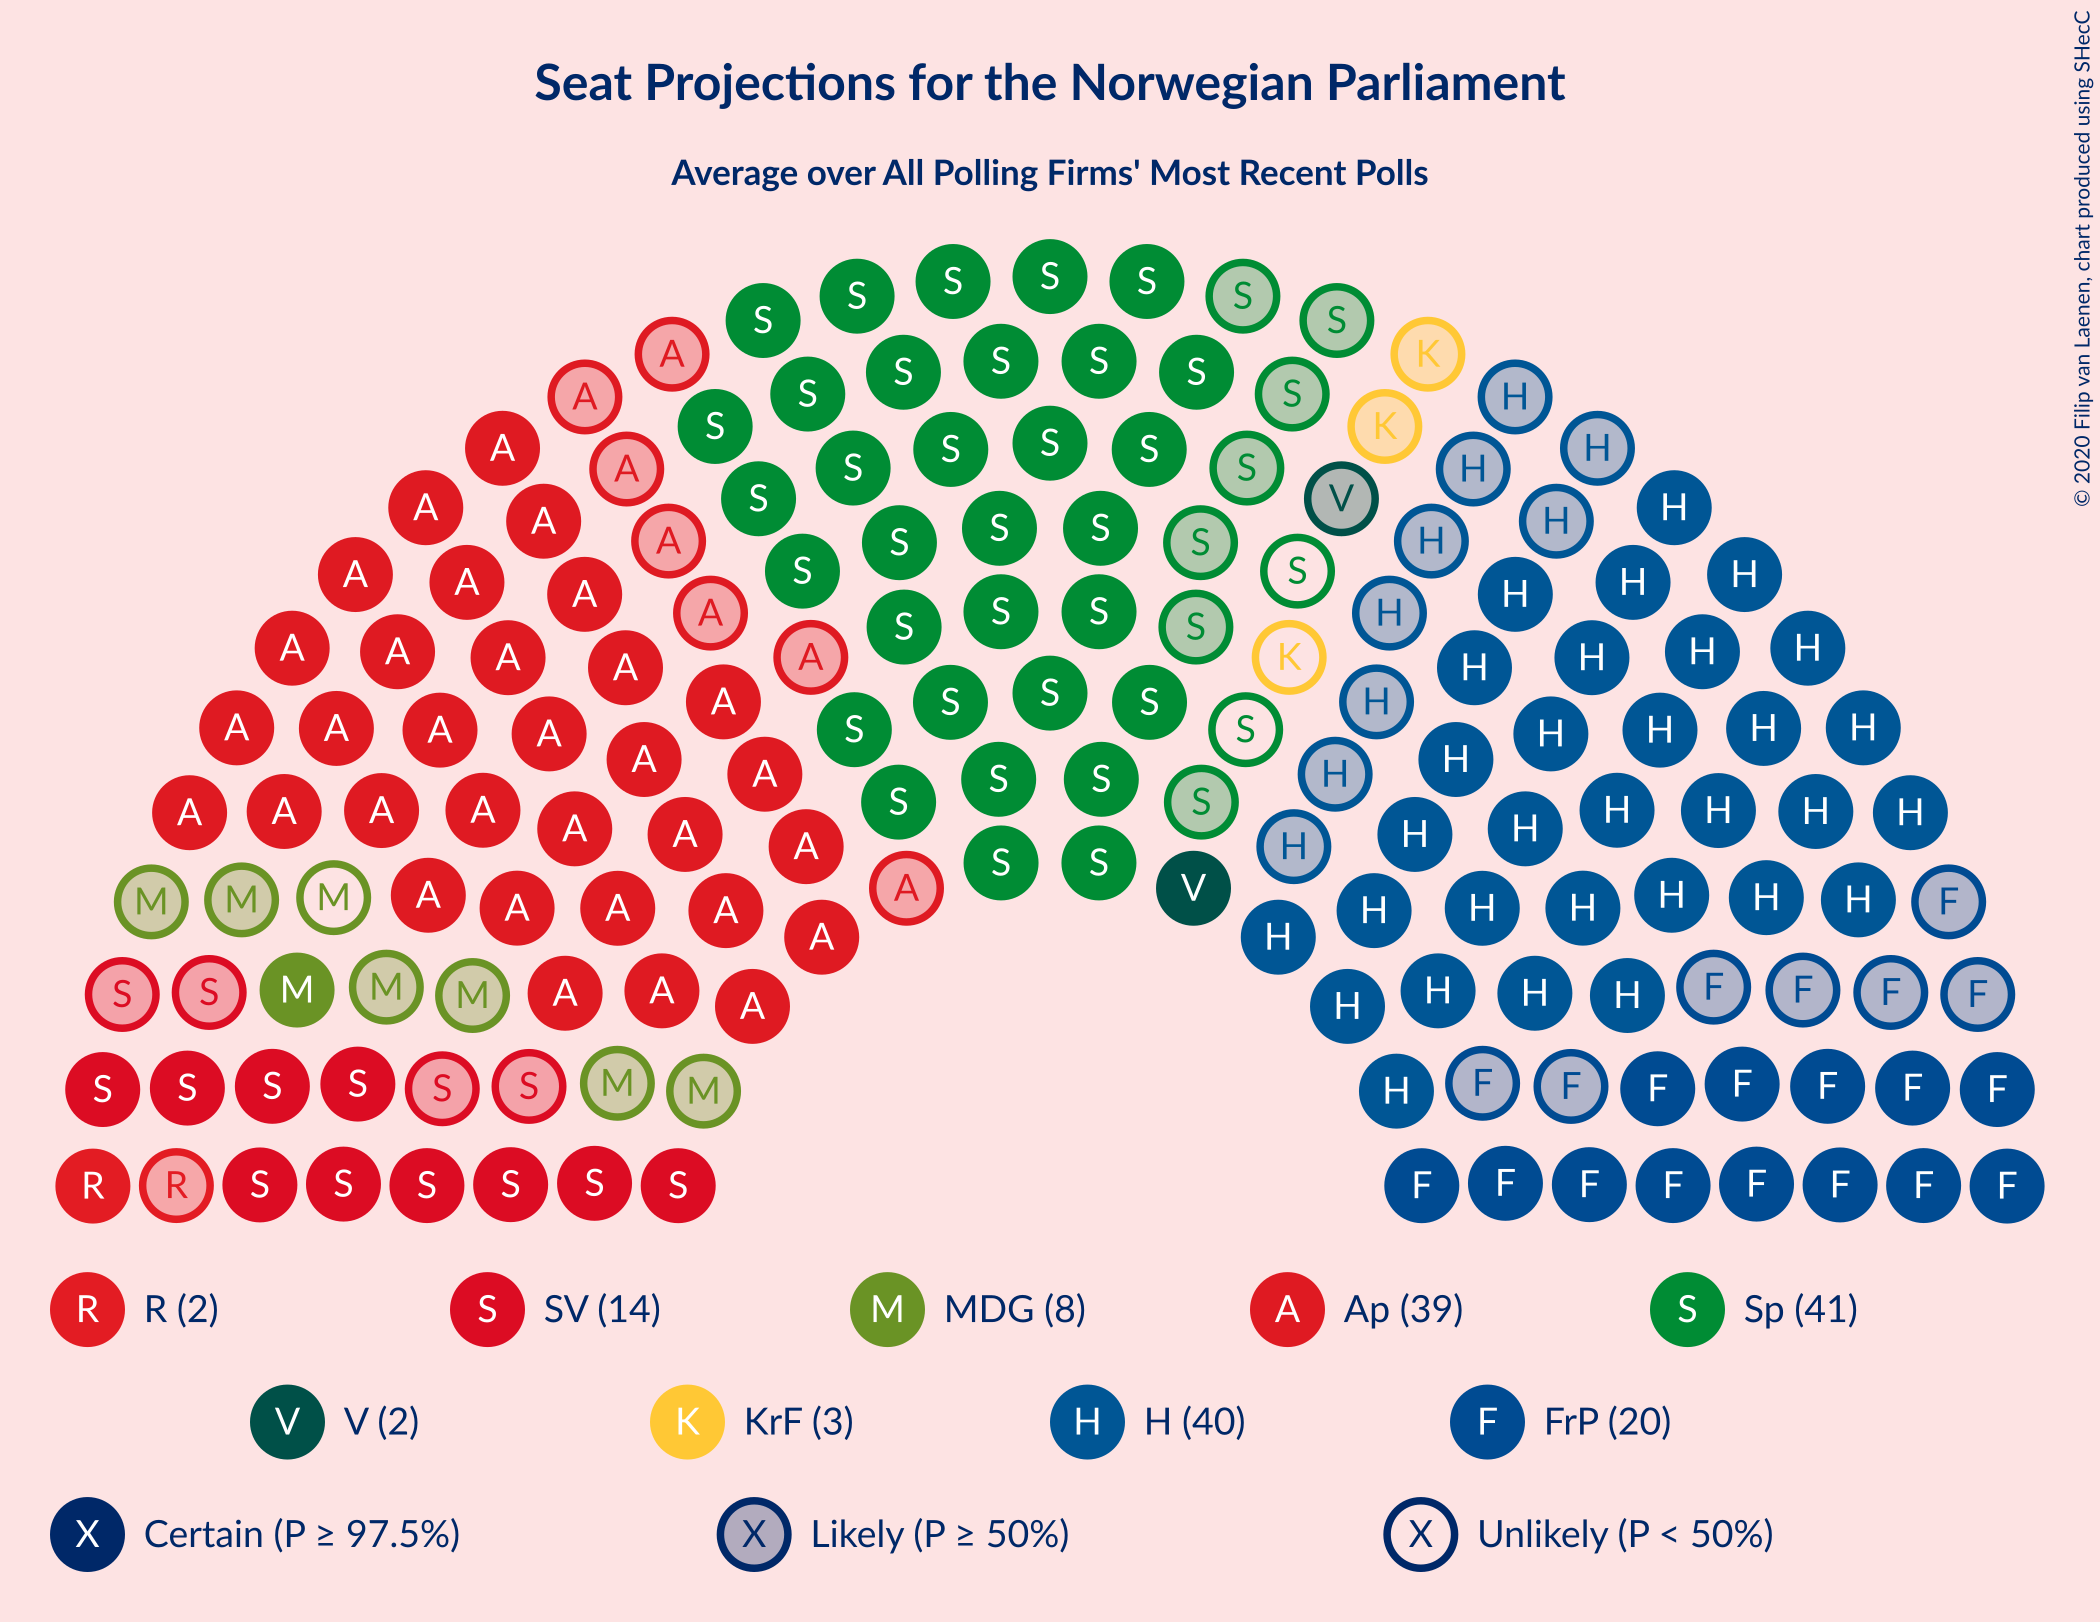 Seat Projections for the Norwegian Parliament
Average over All Polling Firms' Most Recent Polls
© 2020 Filip van Laenen, chart produced using SHecC
S S S S S S S
A S S S S S S K
A S S S S S S K H
A A S S S S S S V H H
A A A S S S S S S H H H
A A A S S S S S S K H H H
A A A A S S S S S H H H H
A A A A A S S S S H H H H H
A A A A A A S S S S H H H H H H
A A A A A A A S S V H H H H H H H
M M M A A A A A A H H H H H H H F
S S M M M A A A H H H H F F F F
S S S S S S M M H F F F F F F F
R R S S S S S S F F F F F F F F
R R (2) S SV (14) M MDG (8) A Ap (39) S Sp (41)
V V (2) K KrF (3) H H (40) F FrP (20)
X Certain (P ≥ 97.5%) X Likely (P ≥ 50%) X Unlikely (P < 50%)